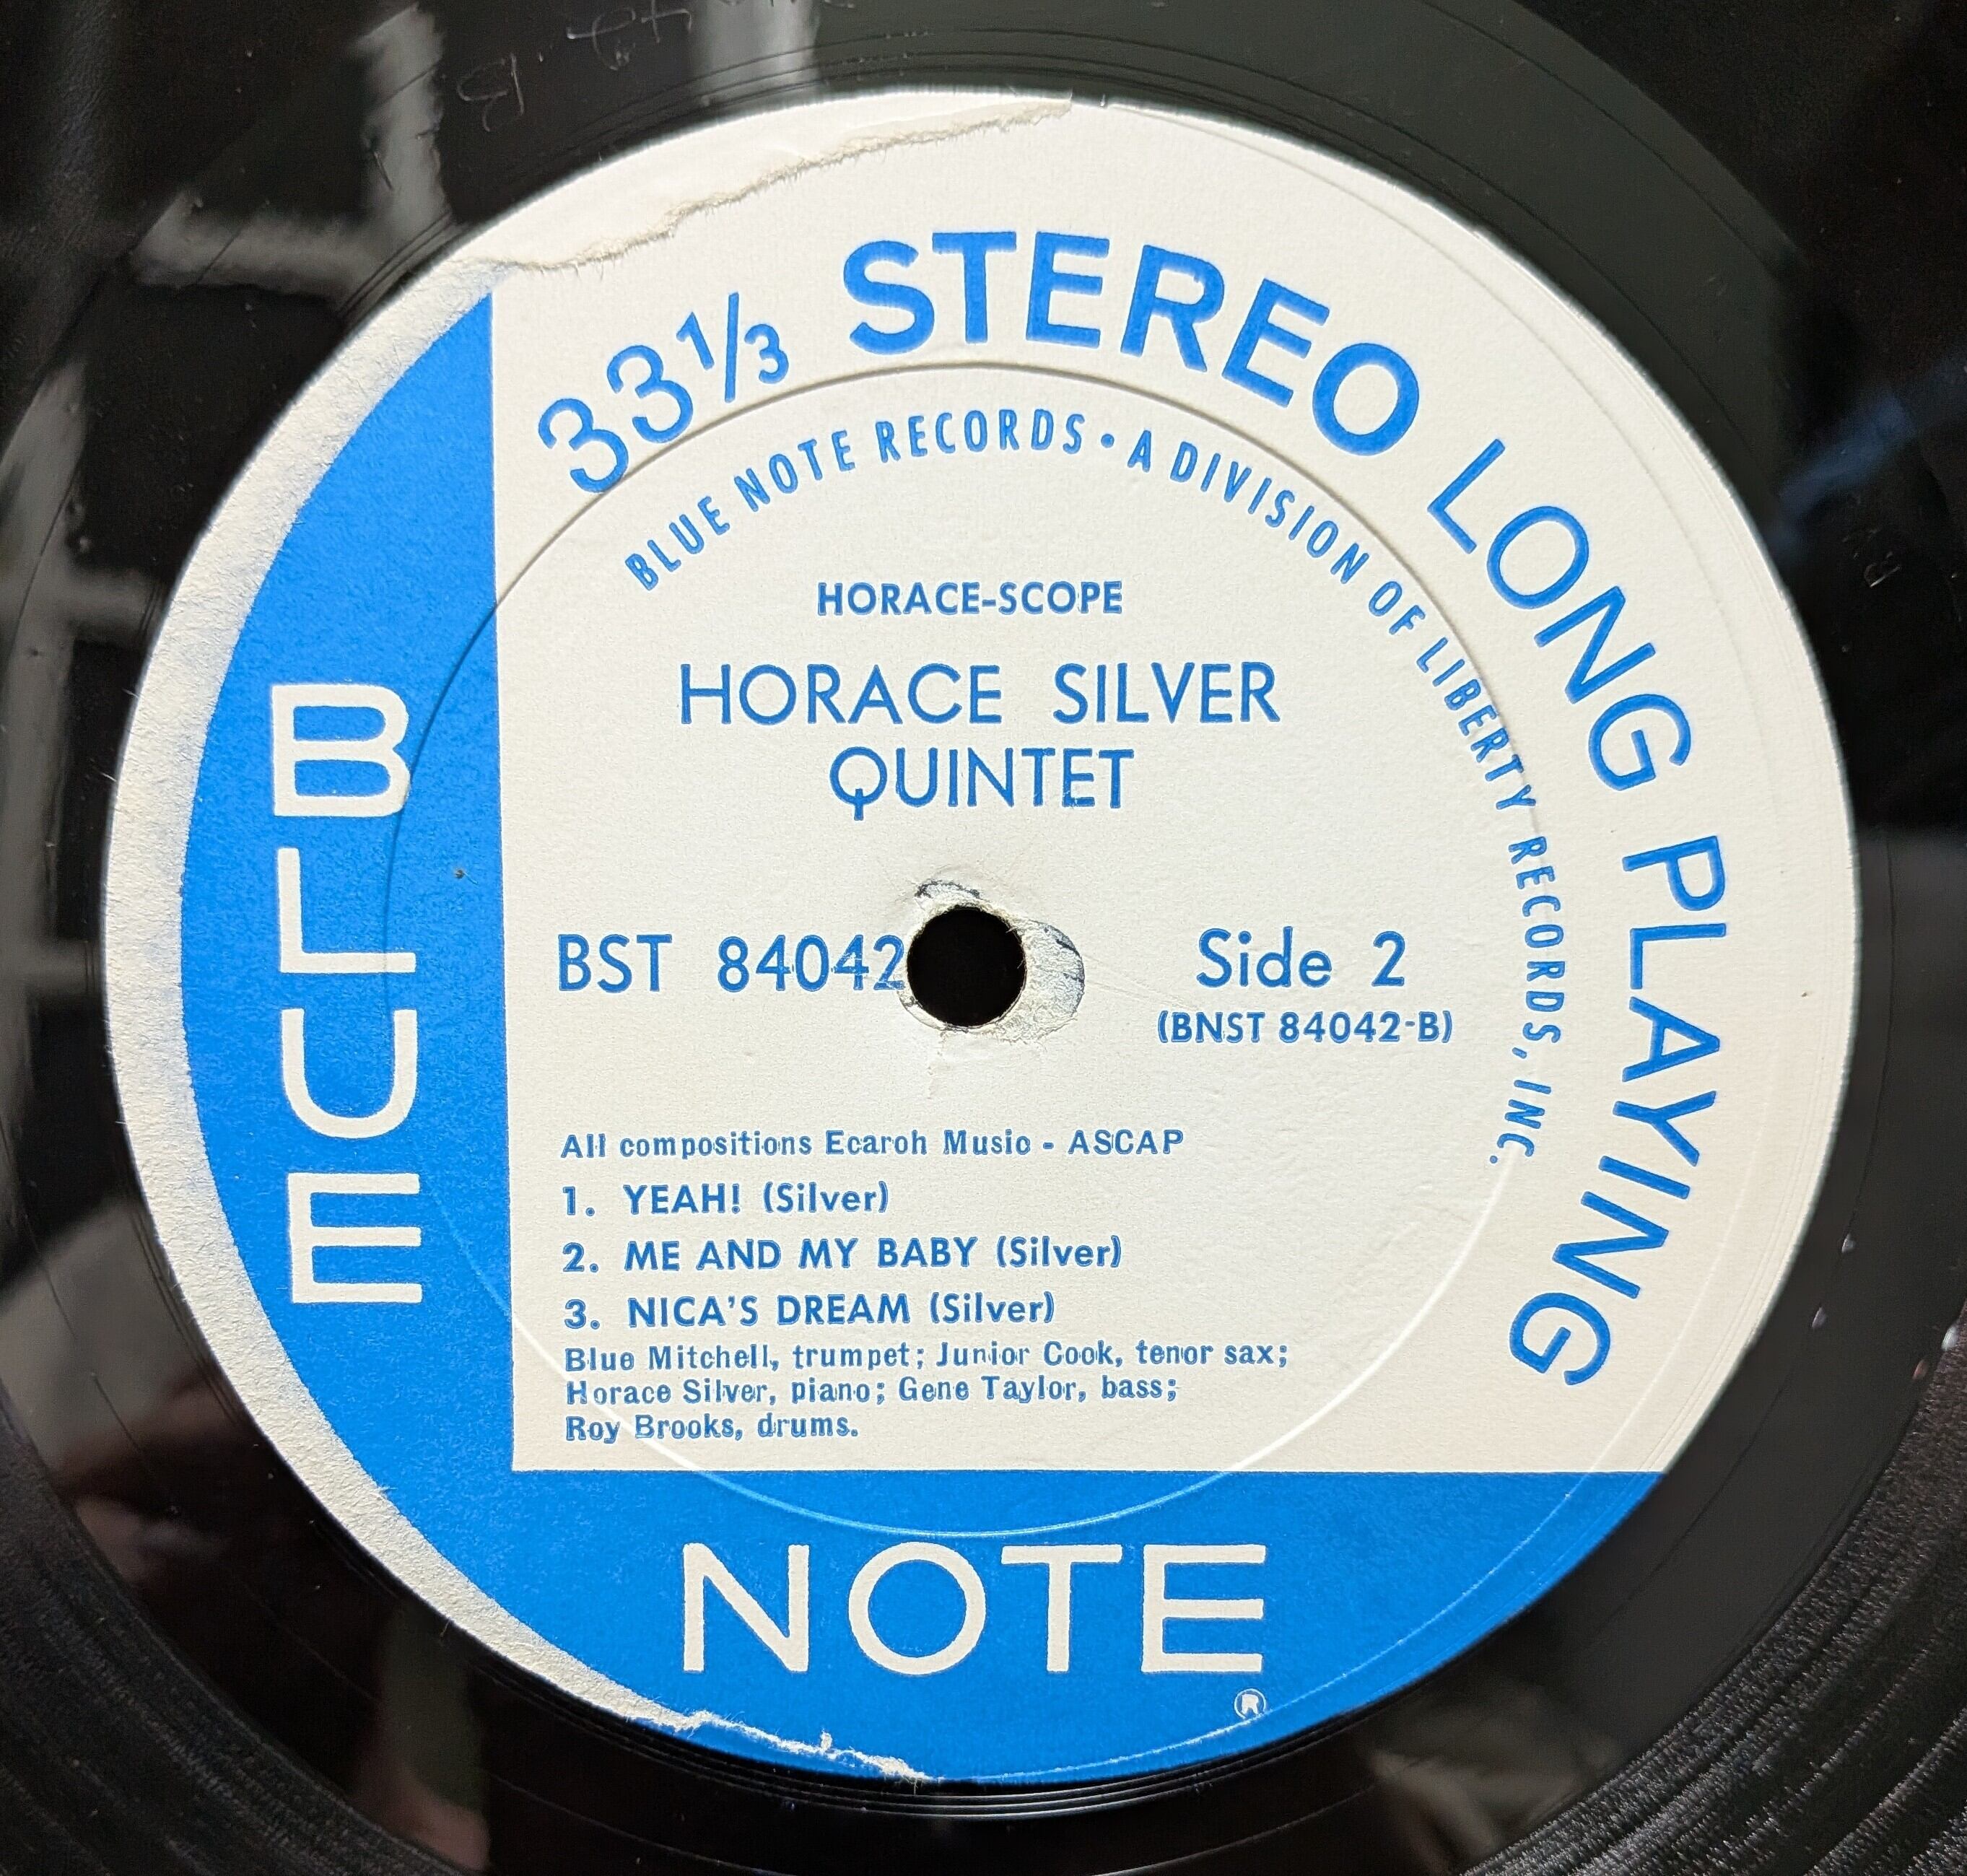 33⅓ STEREO LONG PLAYING
BLUE NOTE RECORDS • A DIVISION OF LIBERTY RECORDS, INC.
HORACE-SCOPE
HORACE SILVER
QUINTET
BST 84042
Side 2
(BNST 84042-B)
All compositions Ecaroh Music - ASCAP
1. YEAH! (Silver)
2. ME AND MY BABY (Silver)
3. NICA'S DREAM (Silver)
Blue Mitchell, trumpet; Junior Cook, tenor sax;
Horace Silver, piano; Gene Taylor, bass;
Roy Brooks, drums.
BLUE
NOTE
®